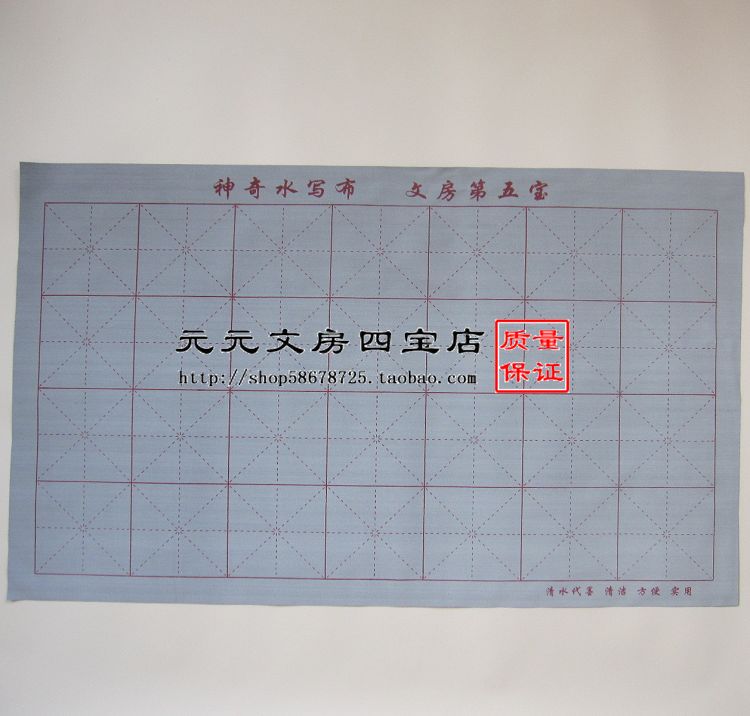 神奇水写布 文房第五宝
元元文房四宝店
质量
保证
http://shop58678725.taobao.com
清水代墨 清洁 方便 实用